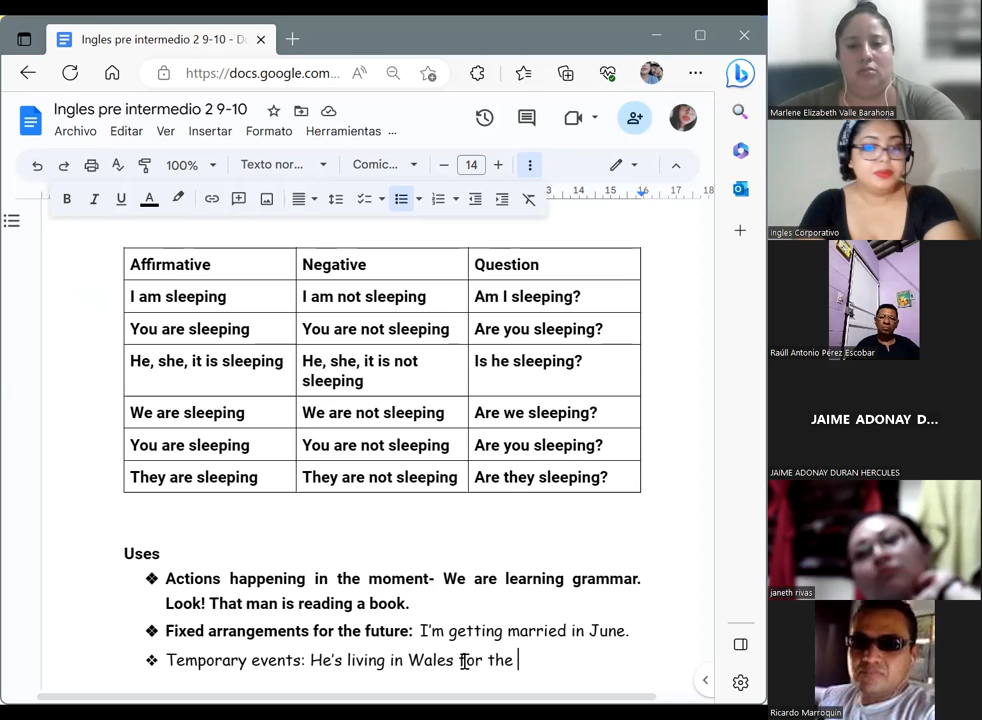 Ingles pre intermedio 2 9-10 - Do
https://docs.google.com...
Ingles pre intermedio 2 9-10
Archivo Editar Ver Insertar Formato Herramientas ...
100% Texto nor... Comic... 14
B I U A
13 14 15 16 17 18
Affirmative Negative Question
I am sleeping I am not sleeping Am I sleeping?
You are sleeping You are not sleeping Are you sleeping?
He, she, it is sleeping He, she, it is not Is he sleeping?
sleeping
We are sleeping We are not sleeping Are we sleeping?
You are sleeping You are not sleeping Are you sleeping?
They are sleeping They are not sleeping Are they sleeping?
Uses
❖ Actions happening in the moment- We are learning grammar.
Look! That man is reading a book.
❖ Fixed arrangements for the future: I'm getting married in June.
❖ Temporary events: He's living in Wales for the
Marlene Elizabeth Valle Barahona
Ingles Corporativo
Raúll Antonio Pérez Escobar
JAIME ADONAY D...
JAIME ADONAY DURAN HERCULES
janeth rivas
Ricardo Marroquin